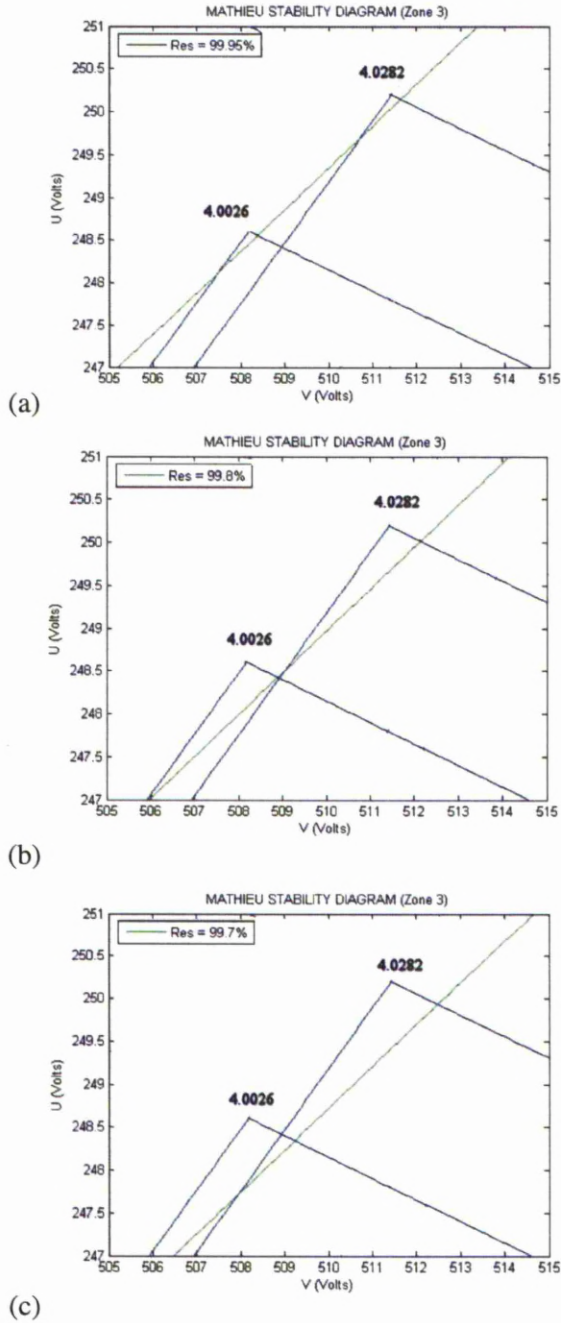 MATHIEU STABILITY DIAGRAM (Zone 3)
251
250.5
250
249.5
249
248.5
248
247.5
247
U (Volts)
Res = 99.95%
4.0282
4.0026
505 506 507 508 509 510 511 512 513 514 515
V (Volts)
(a)
MATHIEU STABILITY DIAGRAM (Zone 3)
251
250.5
250
249.5
249
248.5
248
247.5
247
U (Volts)
Res = 99.8%
4.0282
4.0026
505 506 507 508 509 510 511 512 513 514 515
V (Volts)
(b)
MATHIEU STABILITY DIAGRAM (Zone 3)
251
250.5
250
249.5
249
248.5
248
247.5
247
U (Volts)
Res = 99.7%
4.0282
4.0026
505 506 507 508 509 510 511 512 513 514 515
V (Volts)
(c)